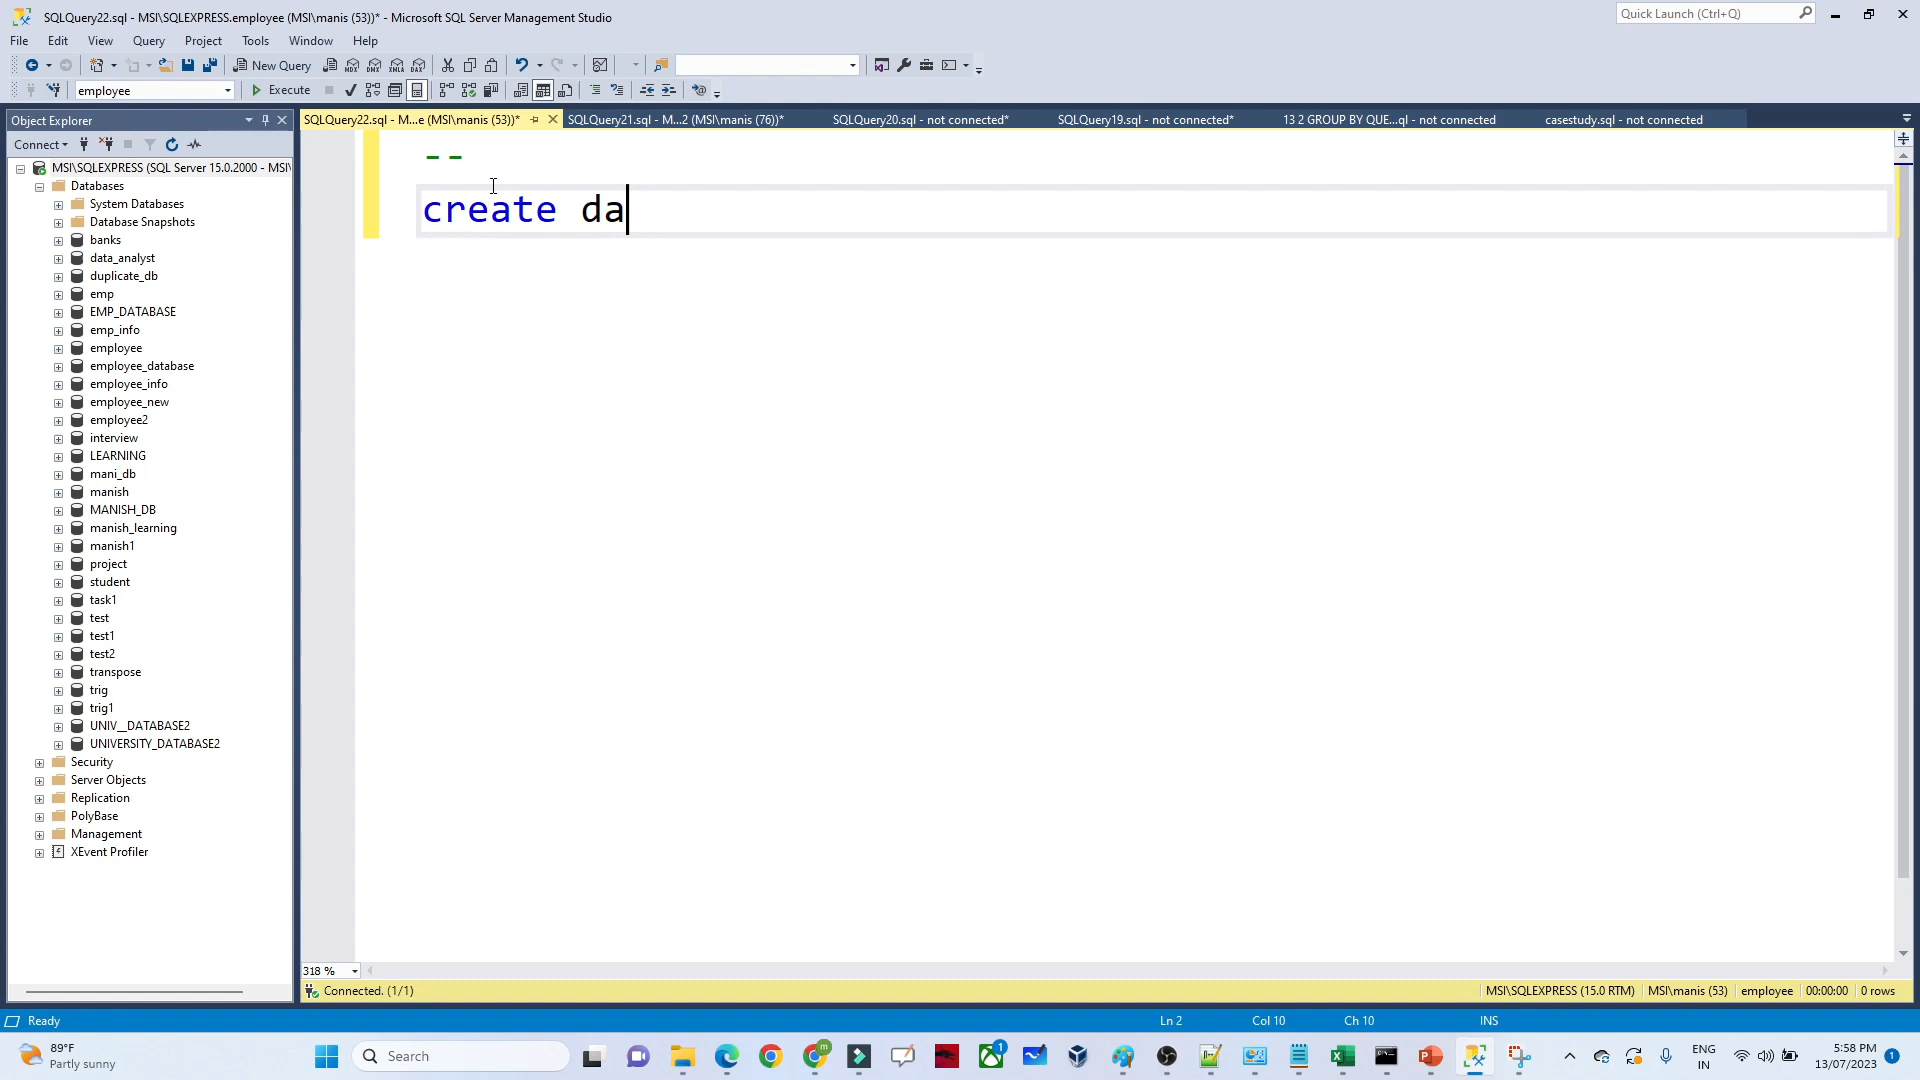 SQLQuery22.sql - MSI\SQLEXPRESS.employee (MSI\manis (53))* - Microsoft SQL Server Management Studio
Quick Launch (Ctrl+Q)
File Edit View Query Project Tools Window Help
New Query
MDX DMX XMLA DAX
employee
Execute
Object Explorer
SQLQuery22.sql - M...e (MSI\manis (53))*
SQLQuery21.sql - M...2 (MSI\manis (76))*
SQLQuery20.sql - not connected*
SQLQuery19.sql - not connected*
13 2 GROUP BY QUE...ql - not connected
casestudy.sql - not connected
Connect
MSI\SQLEXPRESS (SQL Server 15.0.2000 - MSI\
Databases
System Databases
Database Snapshots
banks
data_analyst
duplicate_db
emp
EMP_DATABASE
emp_info
employee
employee_database
employee_info
employee_new
employee2
interview
LEARNING
mani_db
manish
MANISH_DB
manish_learning
manish1
project
student
task1
test
test1
test2
transpose
trig
trig1
UNIV__DATABASE2
UNIVERSITY_DATABASE2
Security
Server Objects
Replication
PolyBase
Management
XEvent Profiler
--
create da
318 %
Connected. (1/1)
MSI\SQLEXPRESS (15.0 RTM) MSI\manis (53) employee 00:00:00 0 rows
Ready
Ln 2 Col 10 Ch 10 INS
89°F
Partly sunny
Search
m
1
ENG
IN
5:58 PM
13/07/2023
1